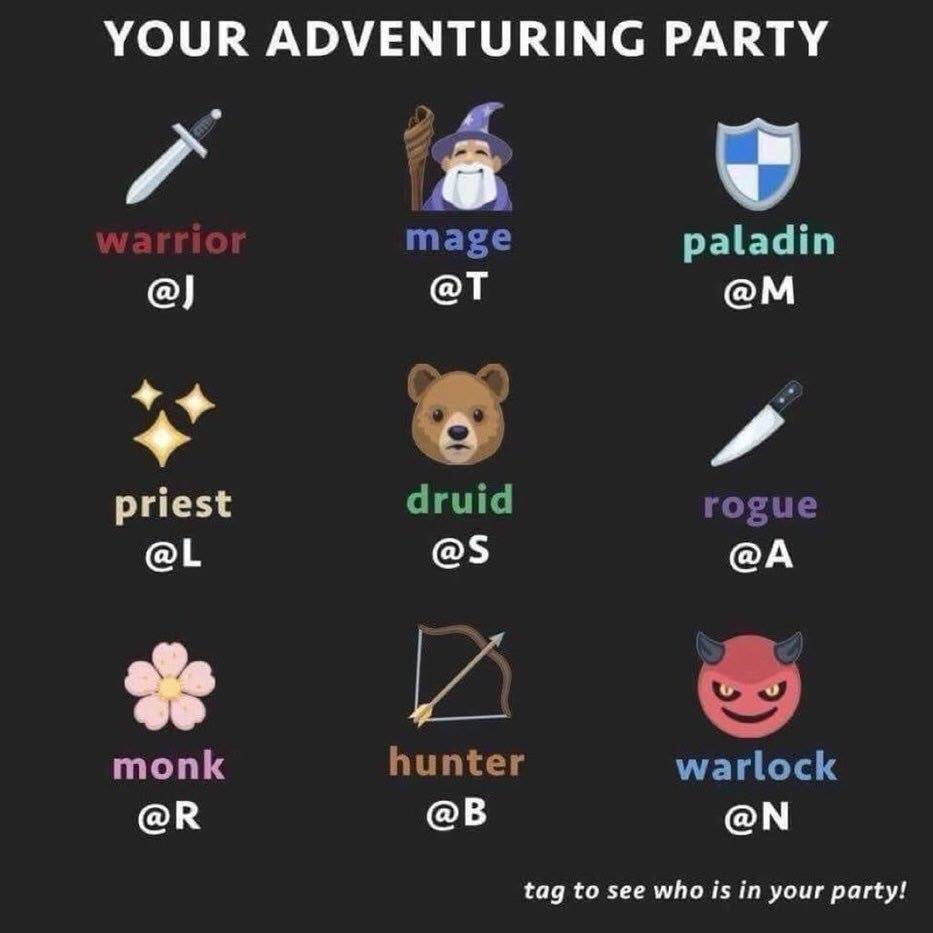 YOUR ADVENTURING PARTY
warrior
@J
mage
@T
paladin
@M
priest
@L
druid
@S
rogue
@A
monk
@R
hunter
@B
warlock
@N
tag to see who is in your party!